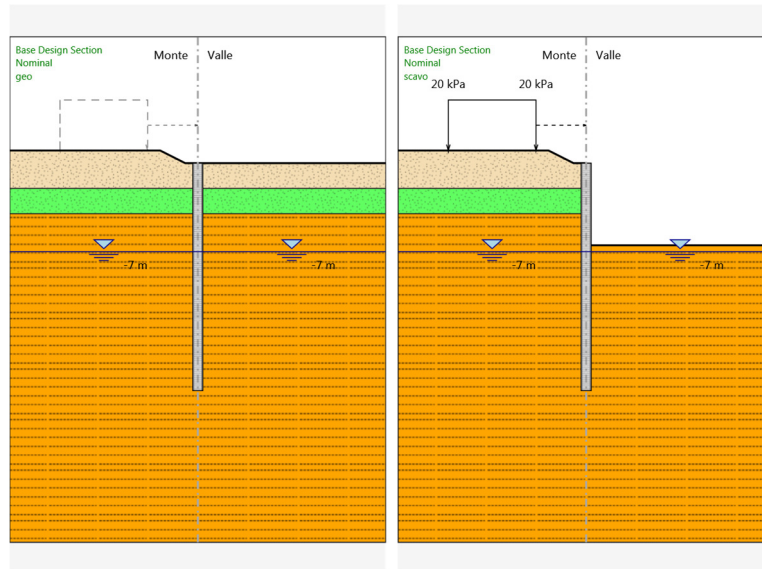 Base Design Section
Nominal
geo
Monte
Valle
-7 m
-7 m
Base Design Section
Nominal
scavo
Monte
Valle
20 kPa
20 kPa
-7 m
-7 m